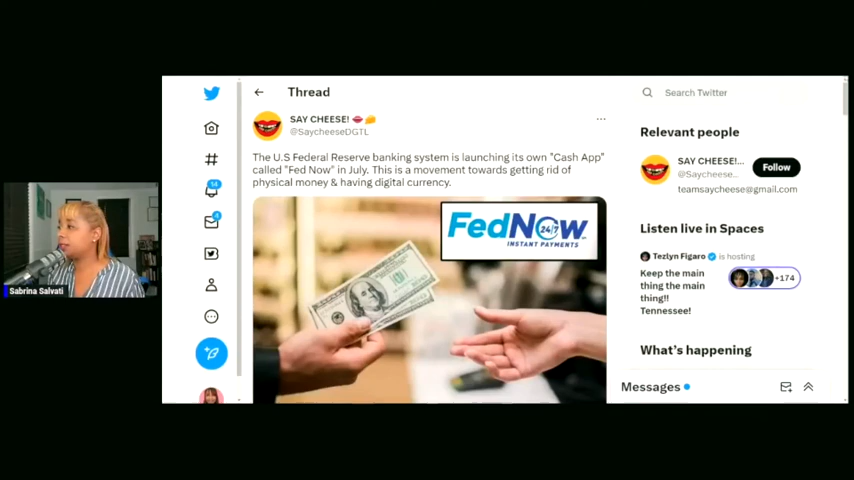 Thread
SAY CHEESE!
@SaycheeseDGTL
The U.S Federal Reserve banking system is launching its own "Cash App"
called "Fed Now" in July. This is a movement towards getting rid of
physical money & having digital currency.
FedNow
24/7
INSTANT PAYMENTS
Search Twitter
Relevant people
SAY CHEESE!...
@Saycheese...
Follow
teamsaycheese@gmail.com
Listen live in Spaces
Tezlyn Figaro is hosting
Keep the main
thing the main
thing!!
Tennessee!
+174
What's happening
Messages
14
4
Sabrina Salvati